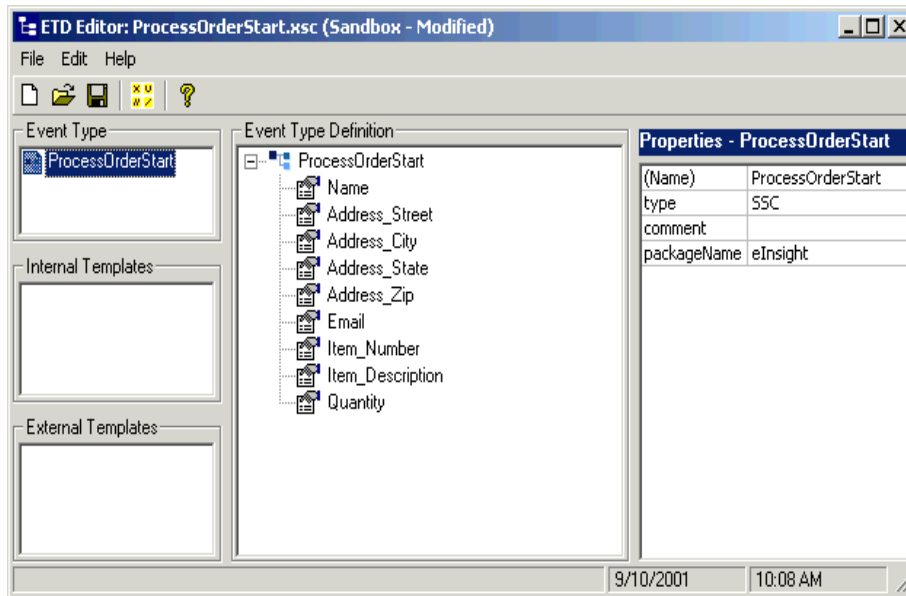 ETD Editor: ProcessOrderStart.xsc (Sandbox - Modified)
File Edit Help
Event Type
ProcessOrderStart
Internal Templates
External Templates
Event Type Definition
ProcessOrderStart
Name
Address_Street
Address_City
Address_State
Address_Zip
Email
Item_Number
Item_Description
Quantity
Properties - ProcessOrderStart
(Name) ProcessOrderStart
type SSC
comment
packageName eInsight
9/10/2001 10:08 AM